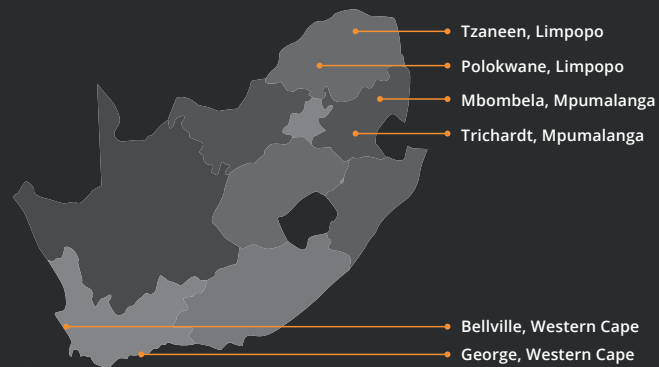 Tzaneen, Limpopo
Polokwane, Limpopo
Mbombela, Mpumalanga
Trichardt, Mpumalanga
Bellville, Western Cape
George, Western Cape